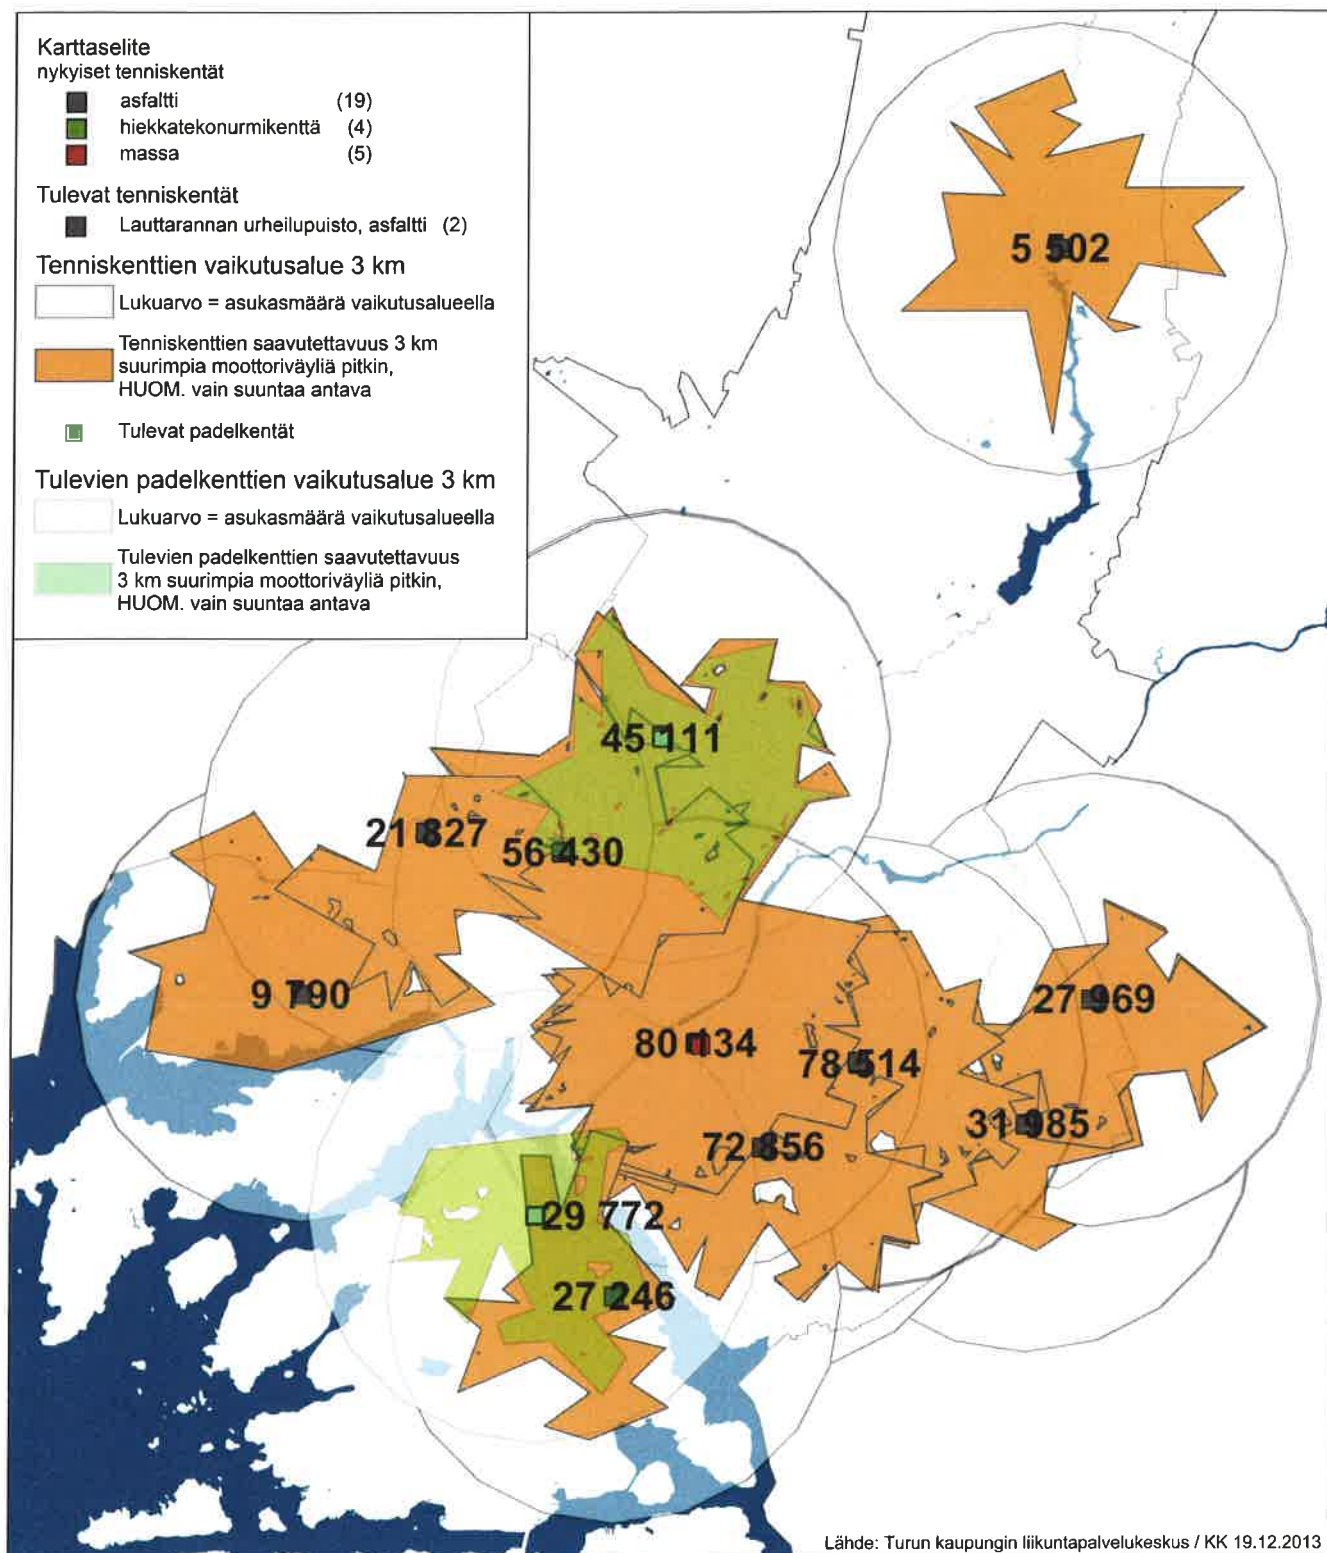 Karttaselite
nykyiset tenniskentät
asfaltti (19)
hiekkatekonurmikenttä (4)
massa (5)
Tulevat tenniskentät
Lauttarannan urheilupuisto, asfaltti (2)
Tenniskenttien vaikutusalue 3 km
Lukuarvo = asukasmäärä vaikutusalueella
Tenniskenttien saavutettavuus 3 km
suurimpia moottoriväyliä pitkin,
HUOM. vain suuntaa antava
Tulevat padelkentät
Tulevien padelkenttien vaikutusalue 3 km
Lukuarvo = asukasmäärä vaikutusalueella
Tulevien padelkenttien saavutettavuus
3 km suurimpia moottoriväyliä pitkin,
HUOM. vain suuntaa antava
5 502
45 111
21 827
56 430
9 790
27 969
80 134
78 514
31 985
72 856
29 772
27 246
Lähde: Turun kaupungin liikuntapalvelukeskus / KK 19.12.2013